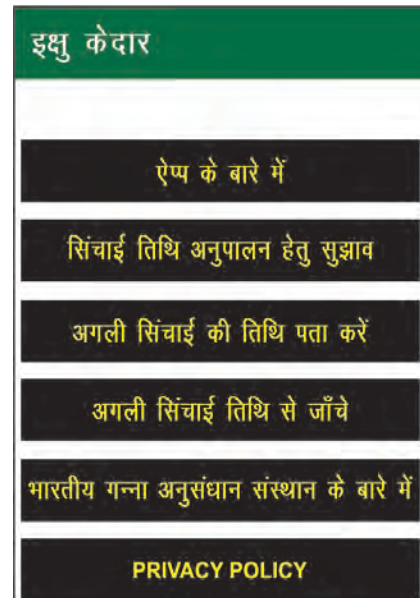 इक्षु केदार
ऐप्प के बारे में
सिंचाई तिथि अनुपालन हेतु सुझाव
अगली सिंचाई की तिथि पता करें
अगली सिंचाई तिथि से जाँचे
भारतीय गन्ना अनुसंधान संस्थान के बारे में
PRIVACY POLICY